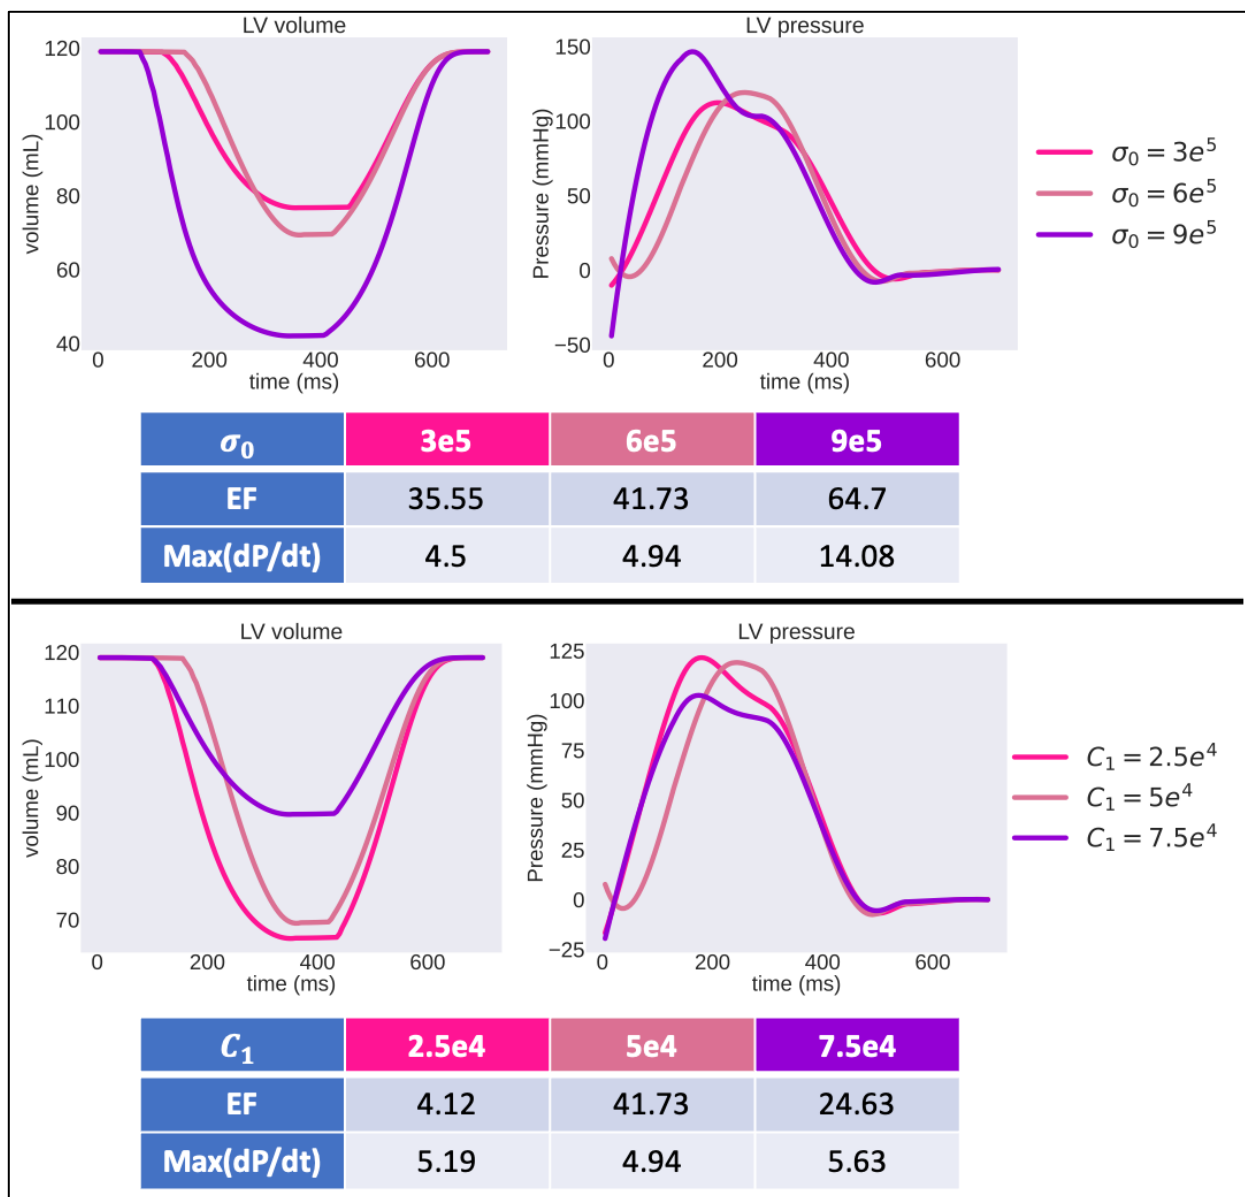 LV volume
LV pressure
120
100
80
60
40
0
200
400
600
time (ms)
volume (mL)
150
100
50
0
−50
0
200
400
600
time (ms)
Pressure (mmHg)
σ₀ = 3e⁵
σ₀ = 6e⁵
σ₀ = 9e⁵
σ₀ 3e5 6e5 9e5
EF 35.55 41.73 64.7
Max(dP/dt) 4.5 4.94 14.08
LV volume
LV pressure
120
110
100
90
80
70
0
200
400
600
time (ms)
volume (mL)
125
100
75
50
25
0
−25
0
200
400
600
time (ms)
Pressure (mmHg)
C₁ = 2.5e⁴
C₁ = 5e⁴
C₁ = 7.5e⁴
C₁ 2.5e4 5e4 7.5e4
EF 4.12 41.73 24.63
Max(dP/dt) 5.19 4.94 5.63